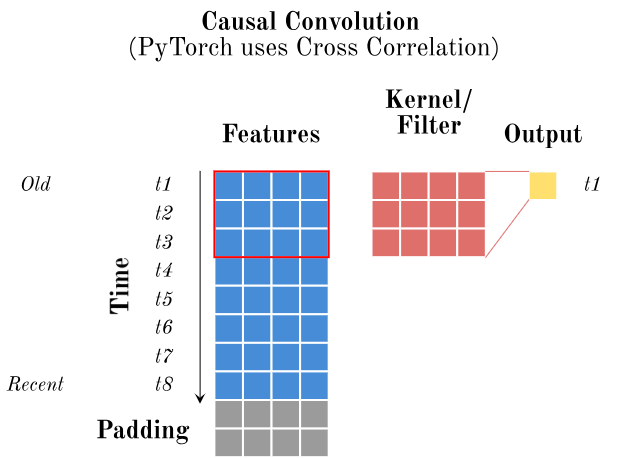 Causal Convolution
(PyTorch uses Cross Correlation)
Kernel/
Filter
Features
Output
Old
t1
t1
t2
t3
t4
Time
t5
t6
t7
Recent
t8
Padding